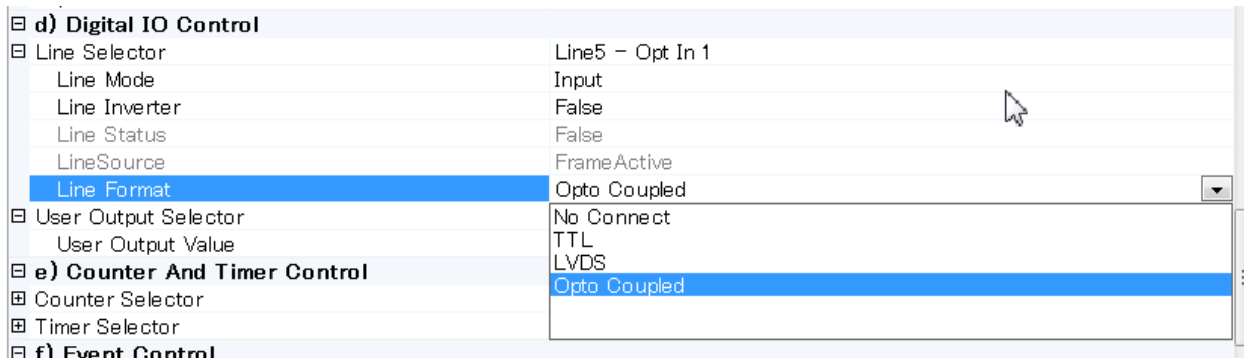 d) Digital IO Control
Line Selector Line5 - Opt In 1
Line Mode Input
Line Inverter False
Line Status False
LineSource FrameActive
Line Format Opto Coupled
User Output Selector No Connect
User Output Value TTL
LVDS
e) Counter And Timer Control
Opto Coupled
Counter Selector
Timer Selector
f) Event Control